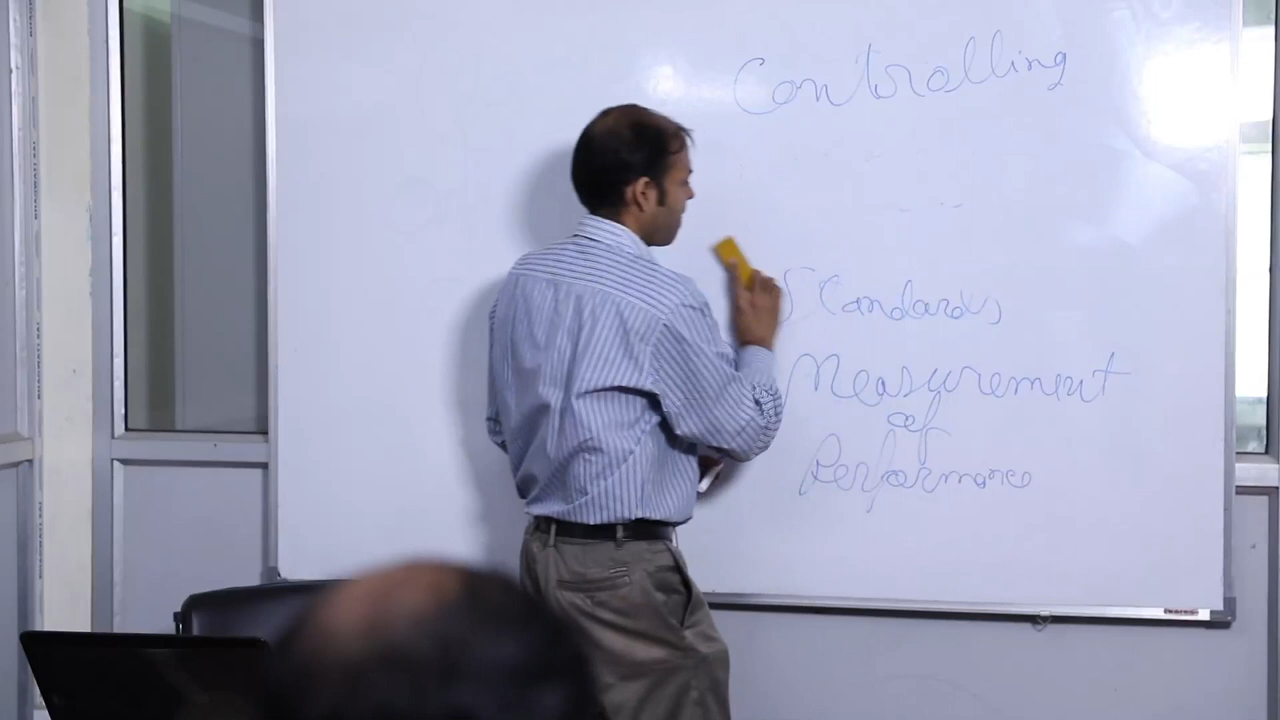 Controlling
Standards,
Measurement
of
Performance